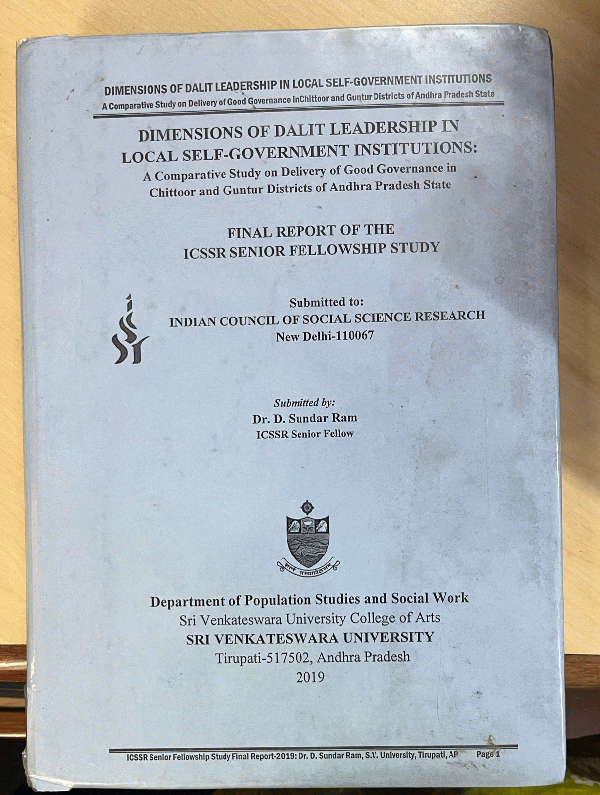 DIMENSIONS OF DALIT LEADERSHIP IN LOCAL SELF-GOVERNMENT INSTITUTIONS
A Comparative Study on Delivery of Good Governance InChittoor and Guntur Districts of Andhra Pradesh State
DIMENSIONS OF DALIT LEADERSHIP IN
LOCAL SELF-GOVERNMENT INSTITUTIONS:
A Comparative Study on Delivery of Good Governance in
Chittoor and Guntur Districts of Andhra Pradesh State
FINAL REPORT OF THE
ICSSR SENIOR FELLOWSHIP STUDY
Submitted to:
INDIAN COUNCIL OF SOCIAL SCIENCE RESEARCH
New Delhi-110067
Submitted by:
Dr. D. Sundar Ram
ICSSR Senior Fellow
Department of Population Studies and Social Work
Sri Venkateswara University College of Arts
SRI VENKATESWARA UNIVERSITY
Tirupati-517502, Andhra Pradesh
2019
ICSSR Senior Fellowship Study Final Report-2019: Dr. D. Sundar Ram, S.V. University, Tirupati, AP Page 1